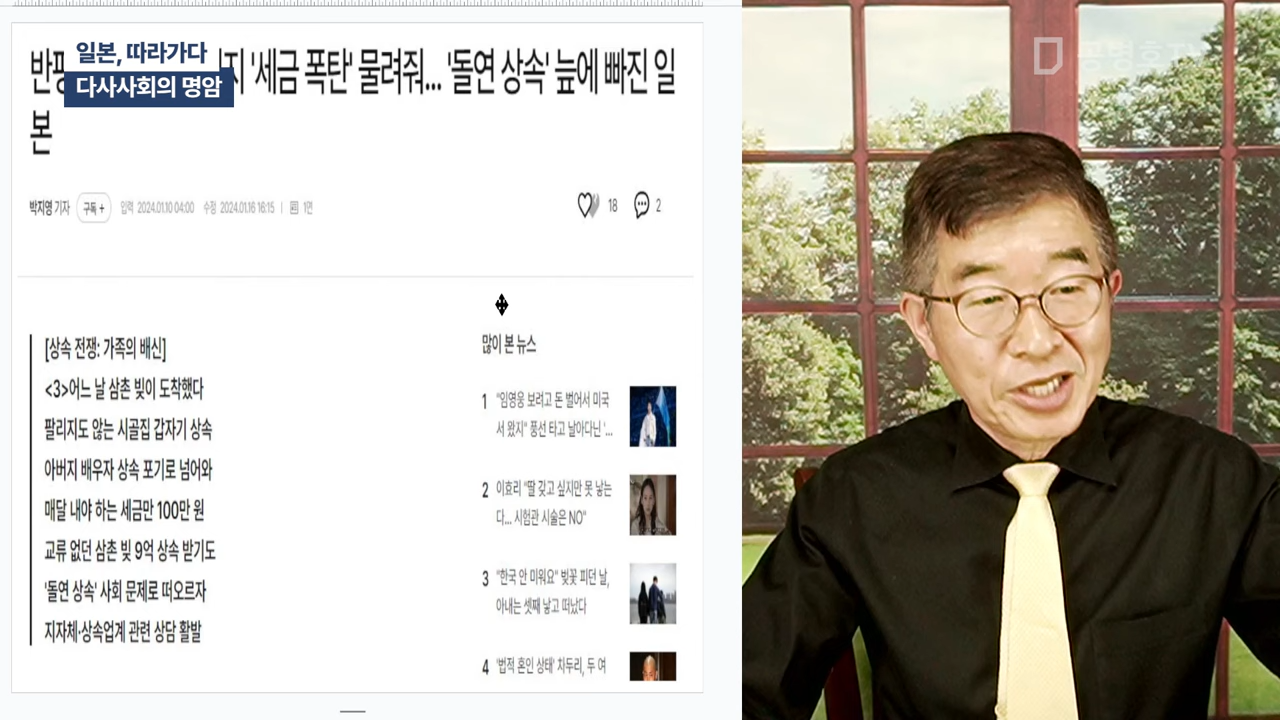 일본, 따라가다
다사사회의 명암
지 '세금 폭탄' 물려줘... '돌연 상속' 늪에 빠진 일
본
박지영 기자 구독 + 입력 2024.01.10 04:00 수정 2024.01.16 16:15 | 1면
18 2
[상속 전쟁: 가족의 배신]
<3>어느 날 삼촌 빚이 도착했다
팔리지도 않는 시골집 갑자기 상속
아버지 배우자 상속 포기로 넘어와
매달 내야 하는 세금만 100만 원
교류 없던 삼촌 빚 9억 상속 받기도
'돌연 상속' 사회 문제로 떠오르자
지자체·상속업계 관련 상담 활발
많이 본 뉴스
1 "임영웅 보려고 돈 벌어서 미국
서 왔지" 풍선 타고 날아다닌 '...
2 이효리 "딸 갖고 싶지만 못 낳는
다... 시험관 시술은 NO"
3 "한국 안 미워요" 벚꽃 피던 날,
아내는 셋째 낳고 떠났다
4 '법적 혼인 상태' 차두리, 두 여